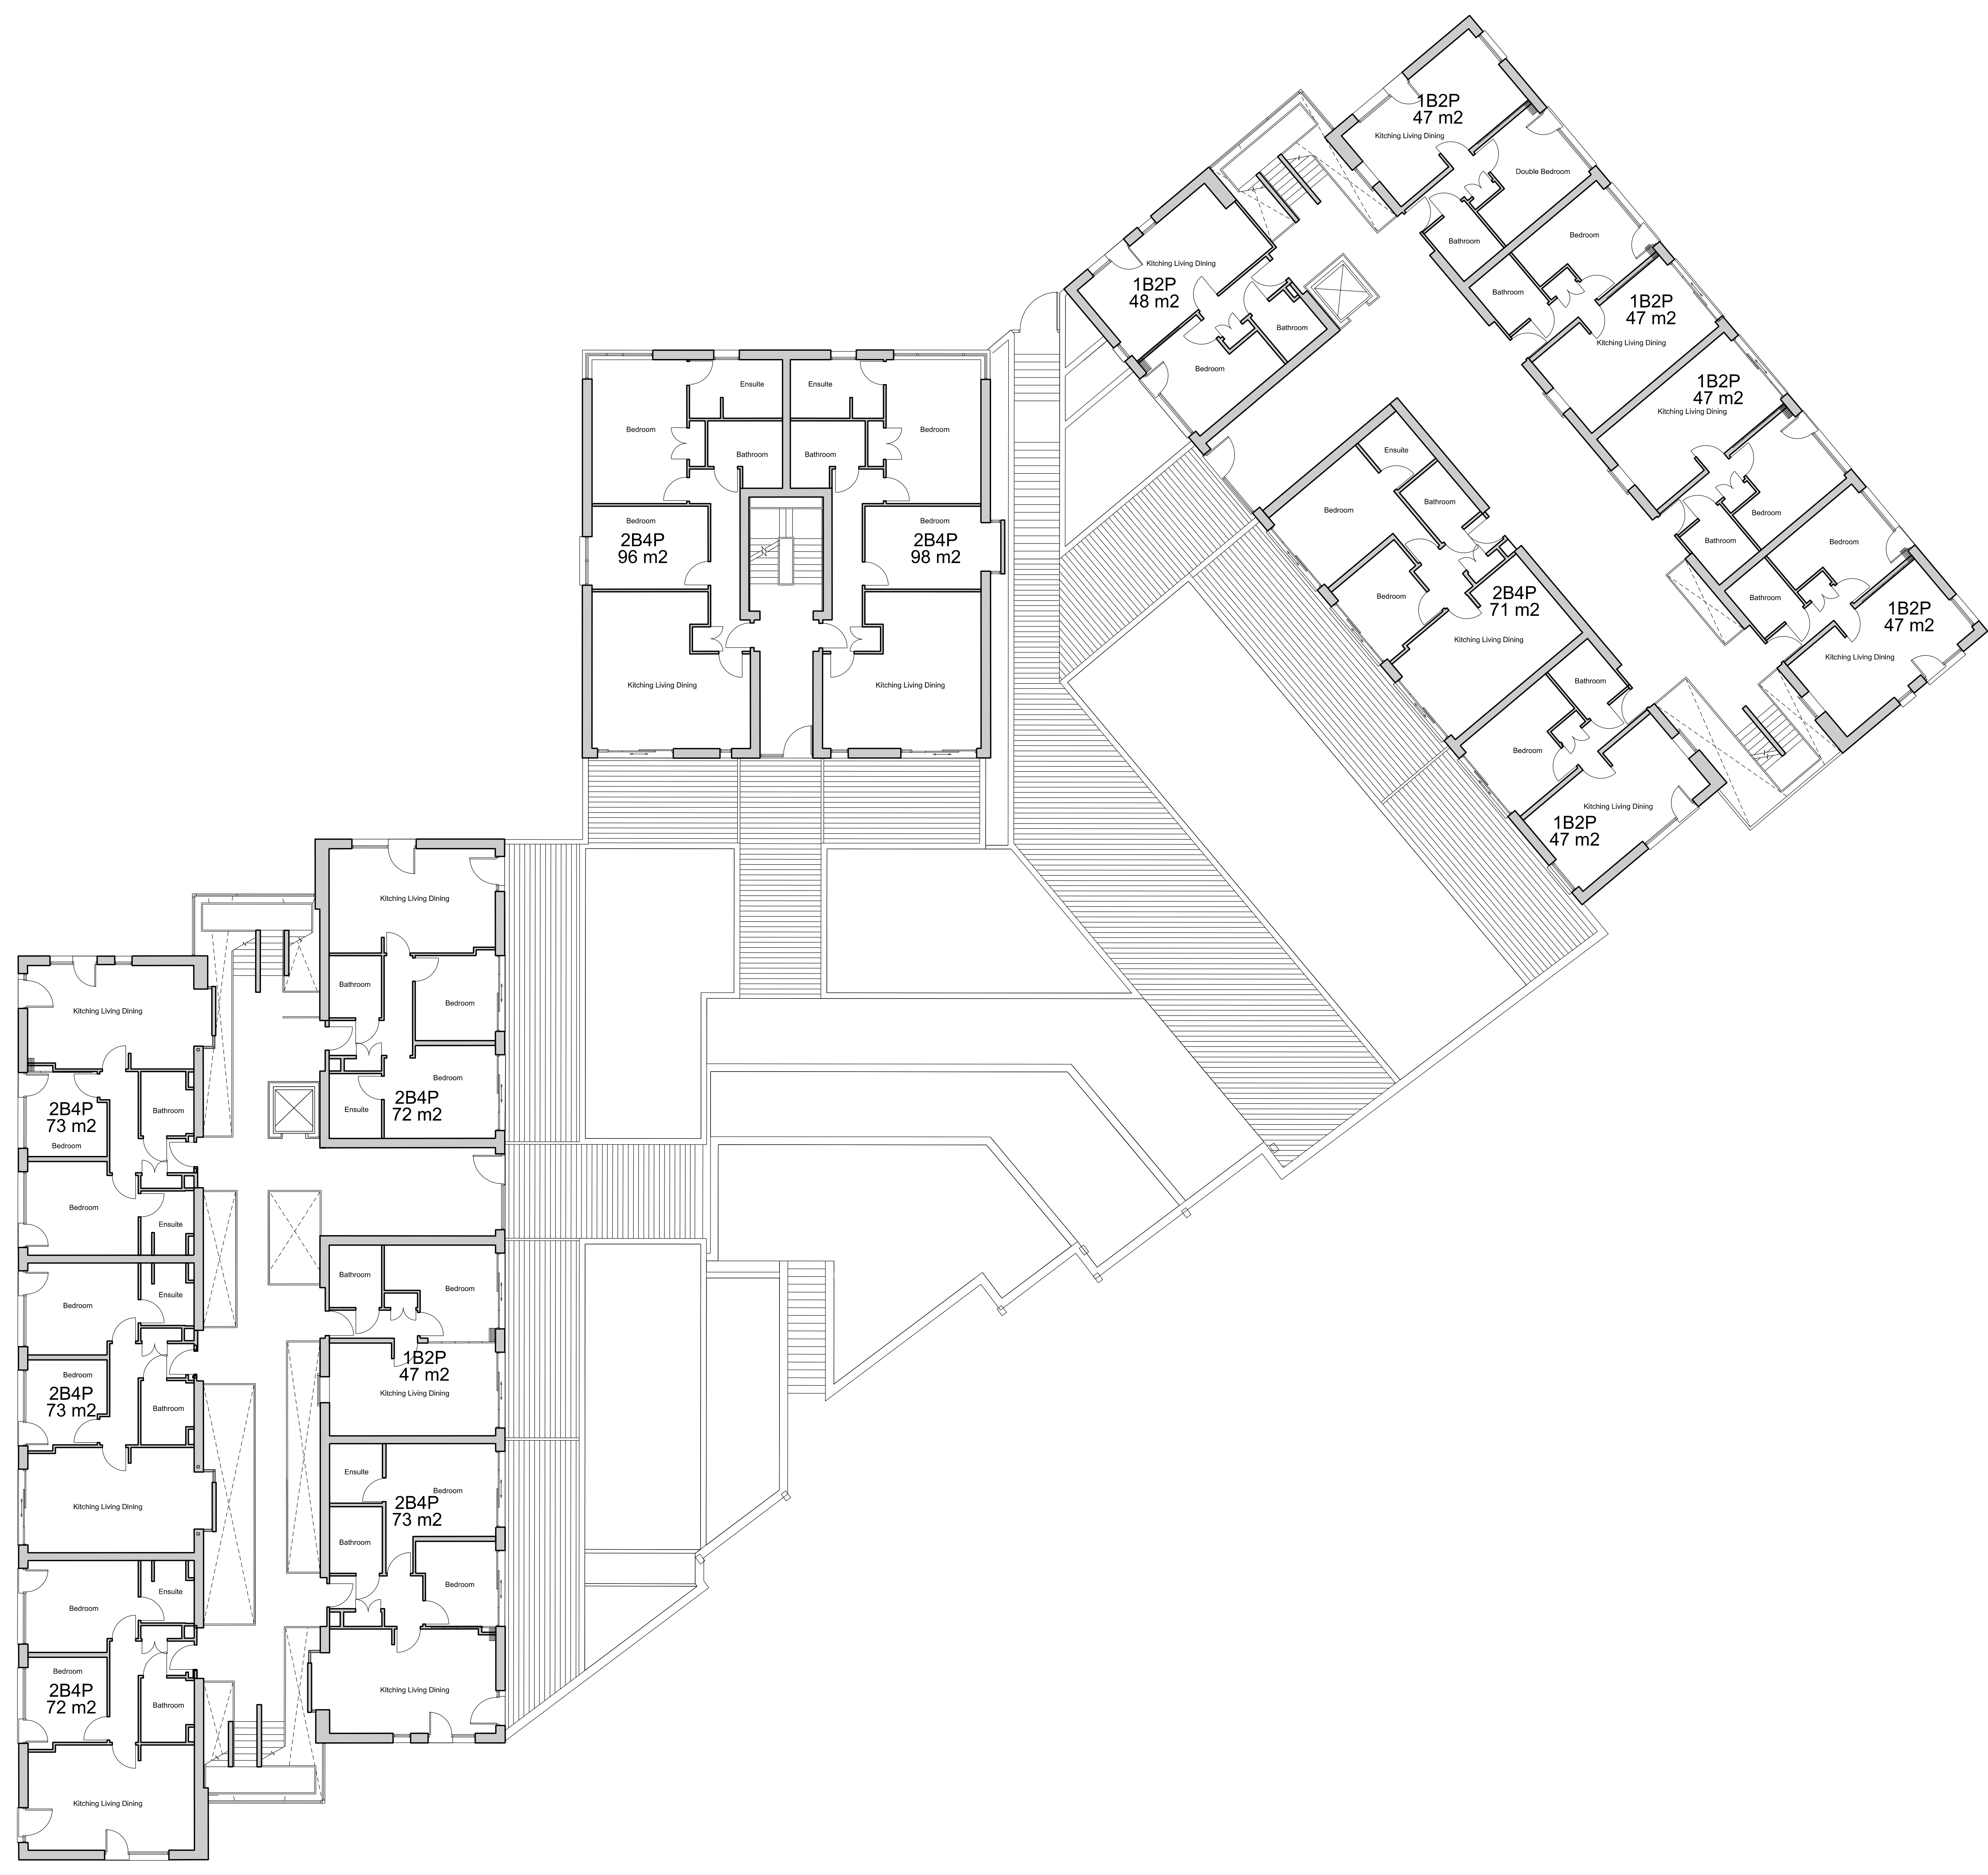 1B2P
47 m2
Kitching Living Dining
Double Bedroom
Bathroom
Kitching Living Dining
1B2P
48 m2
Bathroom
Bedroom
Bedroom
Bathroom
1B2P
47 m2
Kitching Living Dining
1B2P
47 m2
Kitching Living Dining
Bedroom
Bathroom
Bedroom
Bathroom
1B2P
47 m2
Kitching Living Dining
Ensuite
Bathroom
Bedroom
Bedroom
2B4P
71 m2
Kitching Living Dining
Bathroom
Bedroom
Kitching Living Dining
1B2P
47 m2
Ensuite
Bedroom
Bathroom
Bedroom
2B4P
96 m2
Kitching Living Dining
Ensuite
Bedroom
Bathroom
Bedroom
2B4P
98 m2
Kitching Living Dining
Kitching Living Dining
Bathroom
Bedroom
Bedroom
2B4P
72 m2
Ensuite
Kitching Living Dining
2B4P
73 m2
Bedroom
Bathroom
Bedroom
Ensuite
Bedroom
Ensuite
Bedroom
2B4P
73 m2
Bathroom
Kitching Living Dining
Bathroom
Bedroom
1B2P
47 m2
Kitching Living Dining
Ensuite
Bedroom
2B4P
73 m2
Bathroom
Bedroom
Kitching Living Dining
Bedroom
Ensuite
Bedroom
2B4P
72 m2
Bathroom
Kitching Living Dining